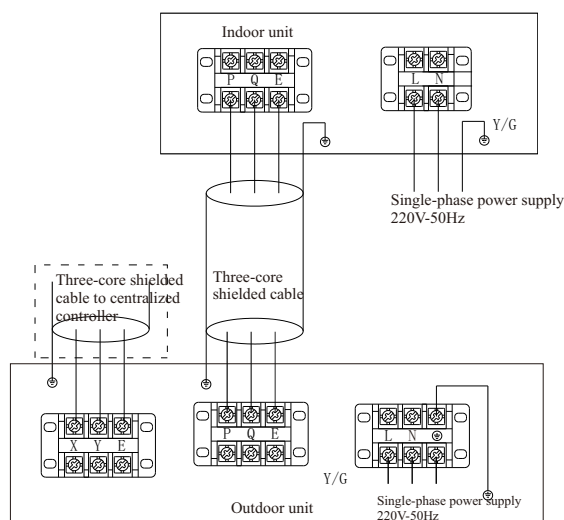 Indoor unit
P Q E
L N
Y/G
Single-phase power supply
220V-50Hz
Three-core shielded
cable to centralized
controller
Three-core
shielded cable
X Y E
P Q E
L N
Y/G
Outdoor unit
Single-phase power supply
220V-50Hz